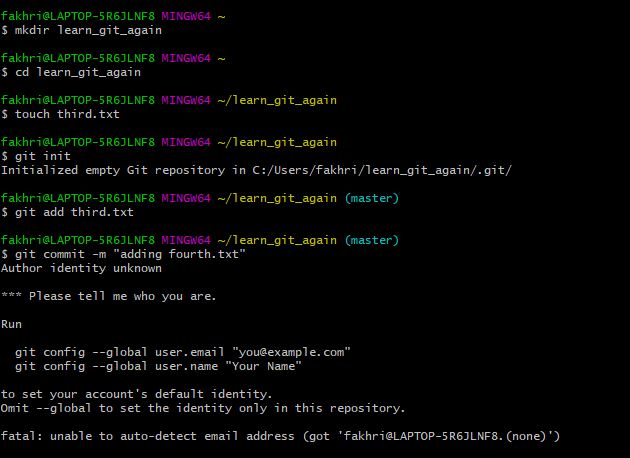 fakhri@LAPTOP-5R6JLNF8 MINGW64 ~
$ mkdir learn_git_again
fakhri@LAPTOP-5R6JLNF8 MINGW64 ~
$ cd learn_git_again
fakhri@LAPTOP-5R6JLNF8 MINGW64 ~/learn_git_again
$ touch third.txt
fakhri@LAPTOP-5R6JLNF8 MINGW64 ~/learn_git_again
$ git init
Initialized empty Git repository in C:/Users/fakhri/learn_git_again/.git/
fakhri@LAPTOP-5R6JLNF8 MINGW64 ~/learn_git_again (master)
$ git add third.txt
fakhri@LAPTOP-5R6JLNF8 MINGW64 ~/learn_git_again (master)
$ git commit -m "adding fourth.txt"
Author identity unknown
*** Please tell me who you are.
Run
git config --global user.email "you@example.com"
git config --global user.name "Your Name"
to set your account's default identity.
Omit --global to set the identity only in this repository.
fatal: unable to auto-detect email address (got 'fakhri@LAPTOP-5R6JLNF8.(none)')